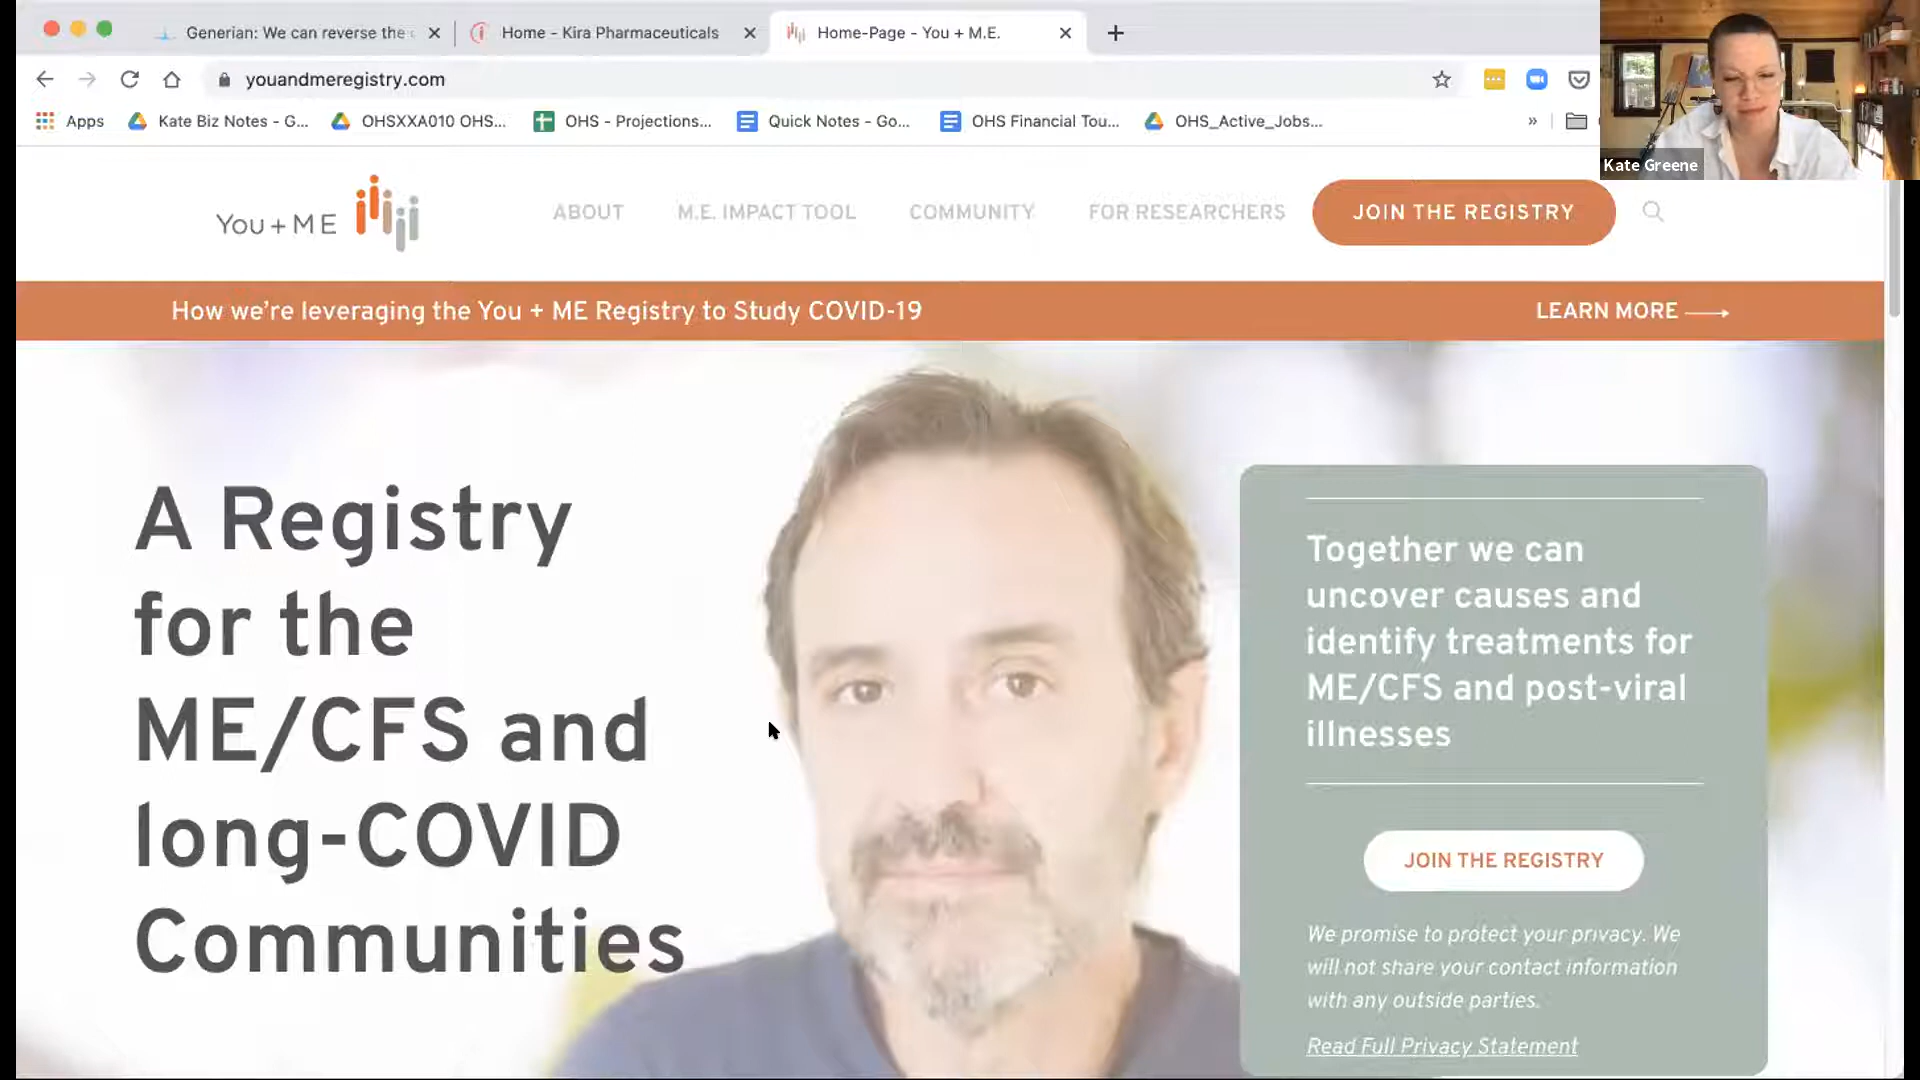 Generian: We can reverse the
Home - Kira Pharmaceuticals
Home-Page - You + M.E.
youandmeregistry.com
Apps
Kate Biz Notes - G...
OHSXXA010 OHS...
OHS - Projections...
Quick Notes - Go...
OHS Financial Tou...
OHS_Active_Jobs...
»
Kate Greene
You + ME
ABOUT
M.E. IMPACT TOOL
COMMUNITY
FOR RESEARCHERS
JOIN THE REGISTRY
How we’re leveraging the You + ME Registry to Study COVID-19
LEARN MORE
A Registry
for the
ME/CFS and
long-COVID
Communities
Together we can
uncover causes and
identify treatments for
ME/CFS and post-viral
illnesses
JOIN THE REGISTRY
We promise to protect your privacy. We
will not share your contact information
with any outside parties.
Read Full Privacy Statement